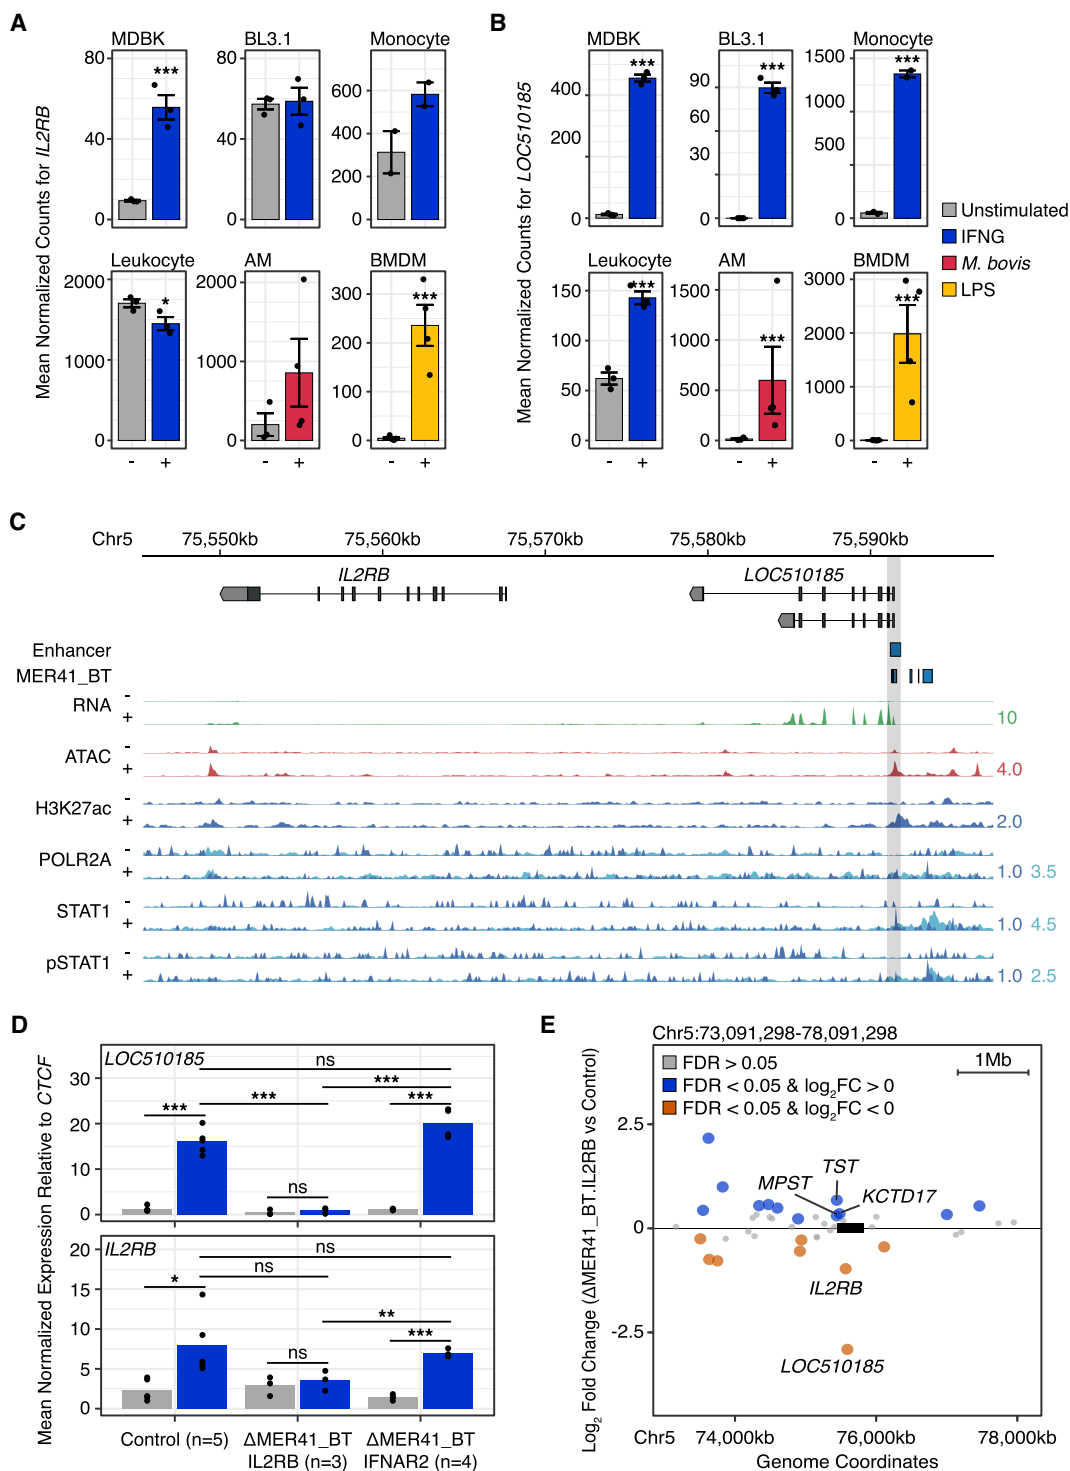 A
Mean Normalized Counts for IL2RB
MDBK
BL3.1
Monocyte
80
40
0
***
80
40
0
600
400
200
0
Leukocyte
AM
BMDM
2000
1000
0
*
2000
1000
0
300
200
100
0
***
- + - + - +
B
Mean Normalized Counts for LOC510185
MDBK
BL3.1
Monocyte
400
200
0
***
90
60
30
0
***
1500
1000
500
0
***
Leukocyte
AM
BMDM
150
100
50
0
***
1500
1000
500
0
***
3000
2000
1000
0
***
- + - + - +
Unstimulated
IFNG
M. bovis
LPS
C
Chr5 75,550kb 75,560kb 75,570kb 75,580kb 75,590kb
IL2RB LOC510185
Enhancer
MER41_BT
RNA - + 10
ATAC - + 4.0
H3K27ac - + 2.0
POLR2A - + 1.0 3.5
STAT1 - + 1.0 4.5
pSTAT1 - + 1.0 2.5
D
Mean Normalized Expression Relative to CTCF
LOC510185
30
20
10
0
ns
***
***
***
***
ns
IL2RB
20
15
10
5
0
ns
ns
*
**
***
ns
Control (n=5)
ΔMER41_BT
IL2RB (n=3)
ΔMER41_BT
IFNAR2 (n=4)
E
Chr5:73,091,298-78,091,298
Log2 Fold Change (ΔMER41_BT.IL2RB vs Control)
FDR > 0.05
FDR < 0.05 & log2FC > 0
FDR < 0.05 & log2FC < 0
1Mb
2.5
0
-2.5
TST
MPST
KCTD17
IL2RB
LOC510185
Chr5 74,000kb 76,000kb 78,000kb
Genome Coordinates